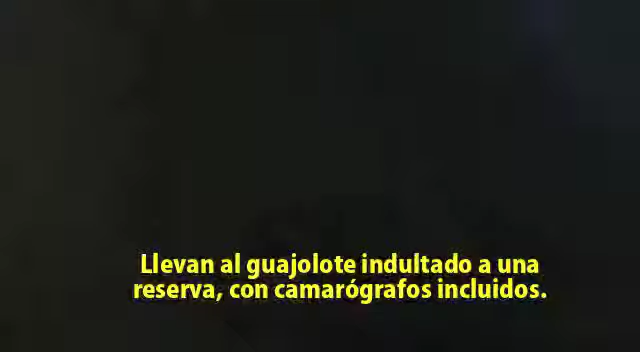 Llevan al guajolote indultado a una
reserva, con camarógrafos incluidos.